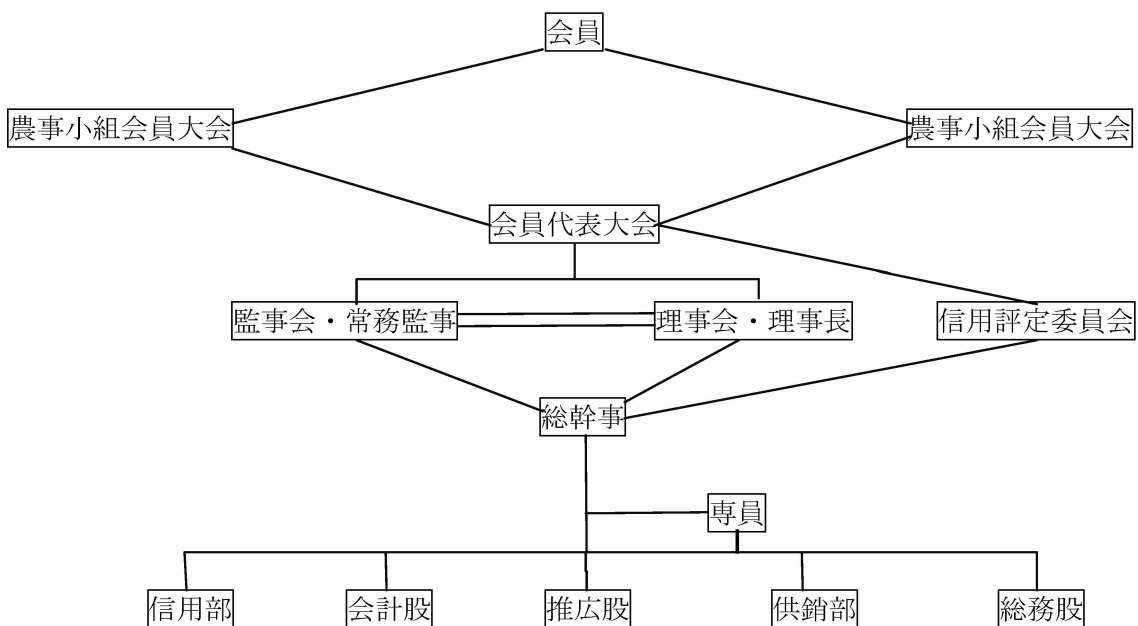 会員
農事小組会員大会
農事小組会員大会
会員代表大会
監事会・常務監事
理事会・理事長
信用評定委員会
総幹事
専員
信用部
会計股
推広股
供銷部
総務股